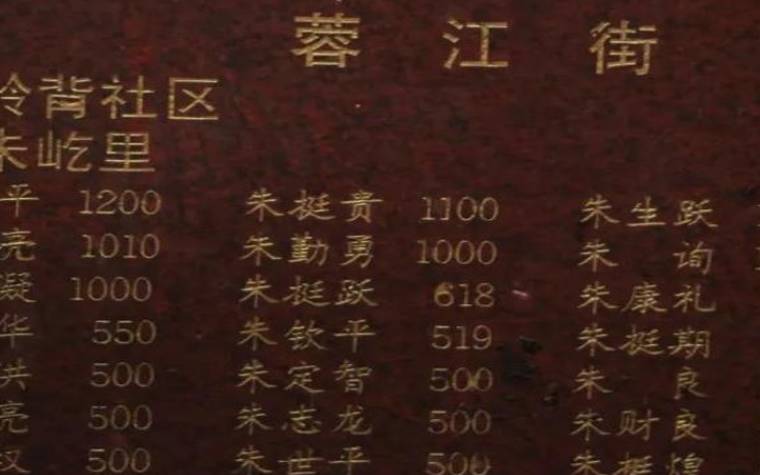 蓉江街
岭背社区
朱屹里
平 1200 朱挺贵 1100 朱生跃
亮 1010 朱勤勇 1000 朱询
凝 1000 朱挺跃 618 朱康礼
华 550 朱钦平 519 朱挺期
洪 500 朱定智 500 朱良
亮 500 朱志龙 500 朱财良
汉 500 朱世平 500 朱挺煌